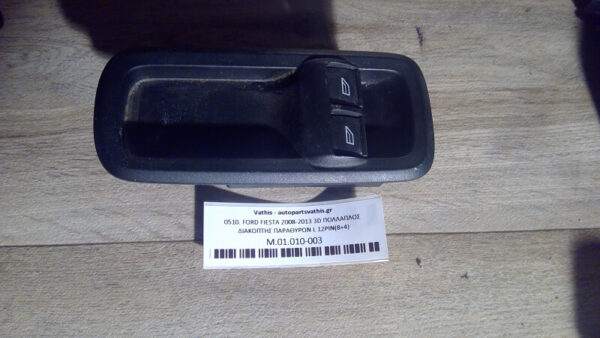 Vathis - autopartsvathis.gr
0510. FORD FIESTA 2008-2013 3D ΠΟΛΛΑΠΛΟΣ
ΔΙΑΚΟΠΤΗΣ ΠΑΡΑΘΥΡΩΝ L 12PIN(8+4)
M.01.010-003